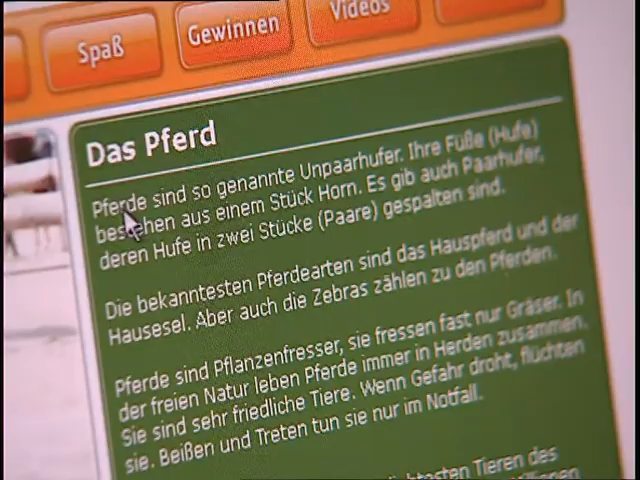 Spaß
Gewinnen
Videos
Das Pferd
Pferde sind so genannte Unpaarhufer. Ihre Füße (Hufe)
bestehen aus einem Stück Horn. Es gib auch Paarhufer,
deren Hufe in zwei Stücke (Paare) gespalten sind.
Die bekanntesten Pferdearten sind das Hauspferd und der
Hausesel. Aber auch die Zebras zählen zu den Pferden.
Pferde sind Pflanzenfresser, sie fressen fast nur Gräser. In
der freien Natur leben Pferde immer in Herden zusammen.
Sie sind sehr friedliche Tiere. Wenn Gefahr droht, flüchten
sie. Beißen und Treten tun sie nur im Notfall.
Tieren des